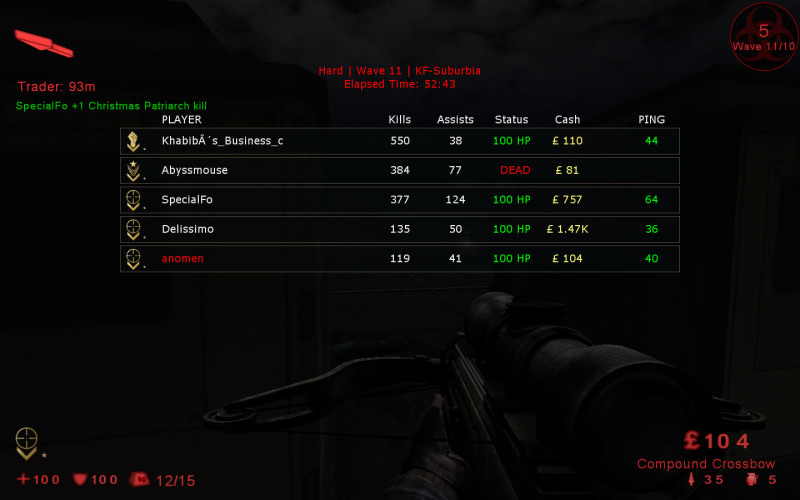 5
Wave 11/10
Hard | Wave 11 | KF-Suburbia
Elapsed Time: 52:43
Trader: 93m
SpecialFo +1 Christmas Patriarch kill
PLAYER Kills Assists Status Cash PING
KhabibÂ´s_Business_c 550 38 100 HP £ 110 44
Abyssmouse 384 77 DEAD £ 81
SpecialFo 377 124 100 HP £ 757 64
Delissimo 135 50 100 HP £ 1.47K 36
anomen 119 41 100 HP £ 104 40
£104
Compound Crossbow
100 100 12/15 35 5